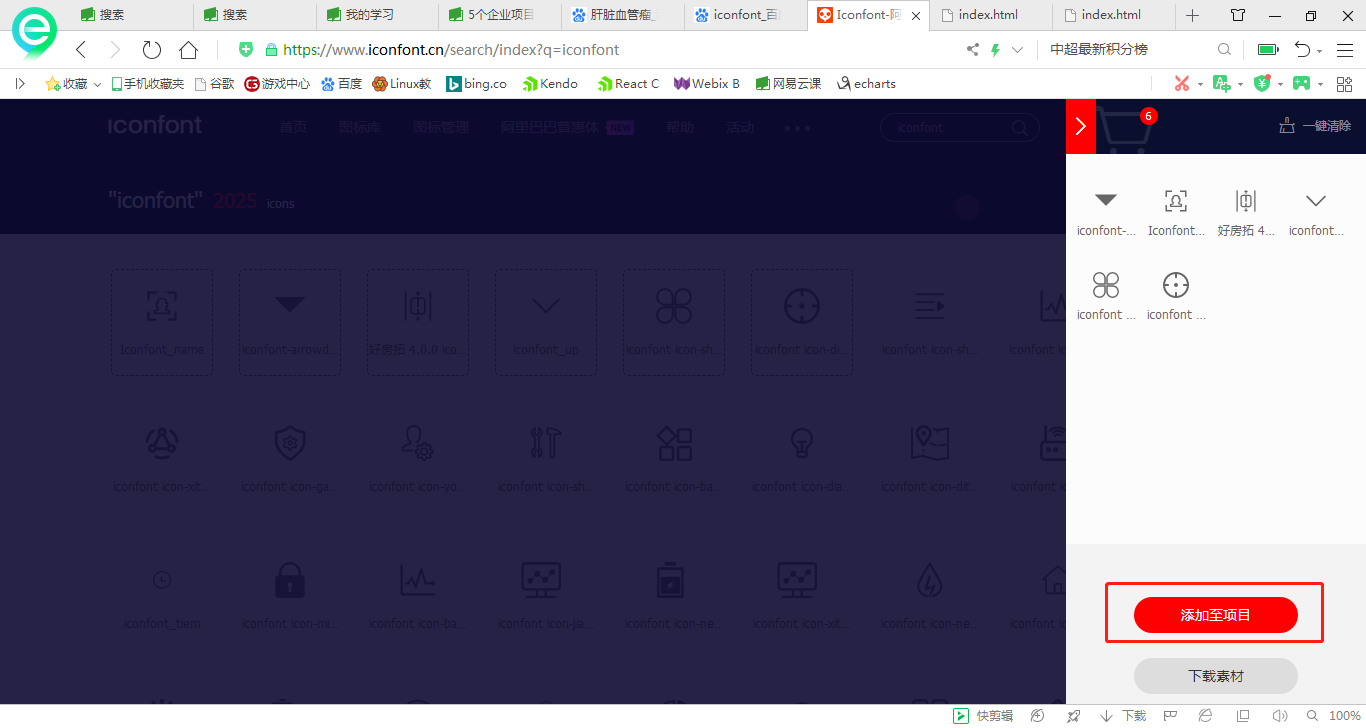 搜索
搜索
我的学习
5个企业项目
肝脏血管瘤_
iconfont_百
Iconfont-阿
index.html
index.html
https://www.iconfont.cn/search/index?q=iconfont
中超最新积分榜
收藏
手机收藏夹
谷歌
游戏中心
百度
Linux教
bing.co
Kendo
React C
Webix B
网易云课
echarts
iconfont
首页
图标库
图标管理
阿里巴巴普惠体
NEW
帮助
活动
iconfont
6
一键清除
"iconfont" 2025 icons
iconfont-...
Iconfont...
好房拓 4...
iconfont...
iconfont ...
iconfont ...
Iconfont_name
iconfont-arrowd...
好房拓 4.0.0 ico...
iconfont_up
iconfont icon-sh...
iconfont icon-di...
iconfont icon-sh...
iconfont ico
iconfont icon-xit...
iconfont icon-ga...
iconfont icon-yo...
iconfont icon-sh...
iconfont icon-ba...
iconfont icon-dia...
iconfont icon-dit...
iconfont ico
iconfont_tiem
iconfont icon-mi...
iconfont icon-ba...
iconfont icon-jia...
iconfont icon-ne...
iconfont icon-xit...
iconfont icon-ne...
iconfont ico
添加至项目
下载素材
快剪辑
下载
100%